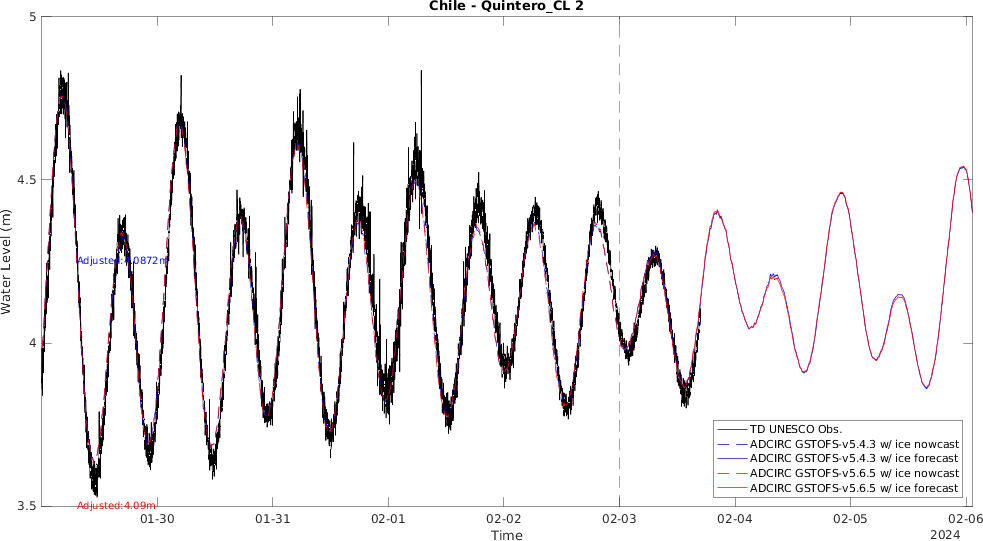 Chile - Quintero_CL 2
5
4.5
4
3.5
Water Level (m)
Adjusted:4.0872m
Adjusted:4.09m
TD UNESCO Obs.
ADCIRC GSTOFS-v5.4.3 w/ ice nowcast
ADCIRC GSTOFS-v5.4.3 w/ ice forecast
ADCIRC GSTOFS-v5.6.5 w/ ice nowcast
ADCIRC GSTOFS-v5.6.5 w/ ice forecast
01-30 01-31 02-01 02-02 02-03 02-04 02-05 02-06
Time
2024